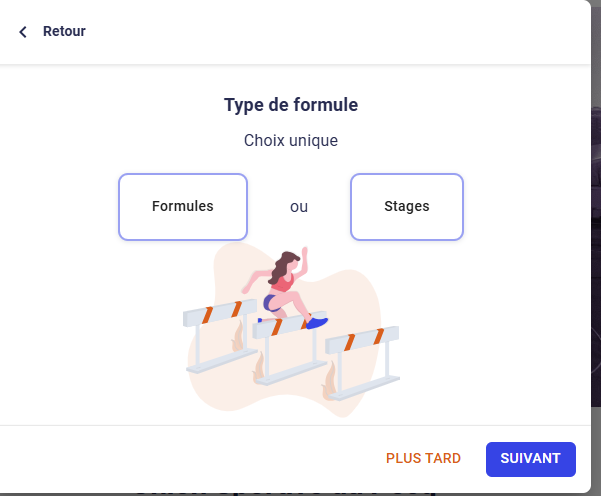 Retour
Type de formule
Choix unique
Formules ou Stages
PLUS TARD SUIVANT